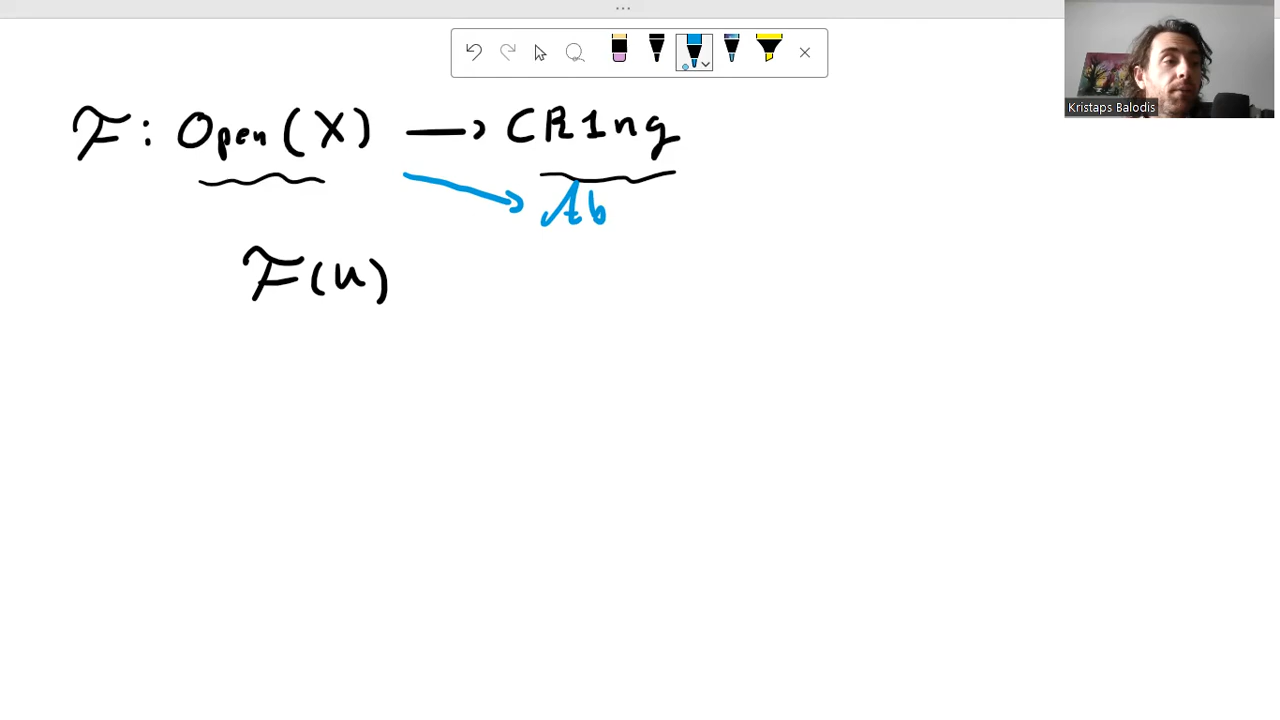 ℱ : Open(X) → CRing
Ab
ℱ(U)
Kristaps Balodis